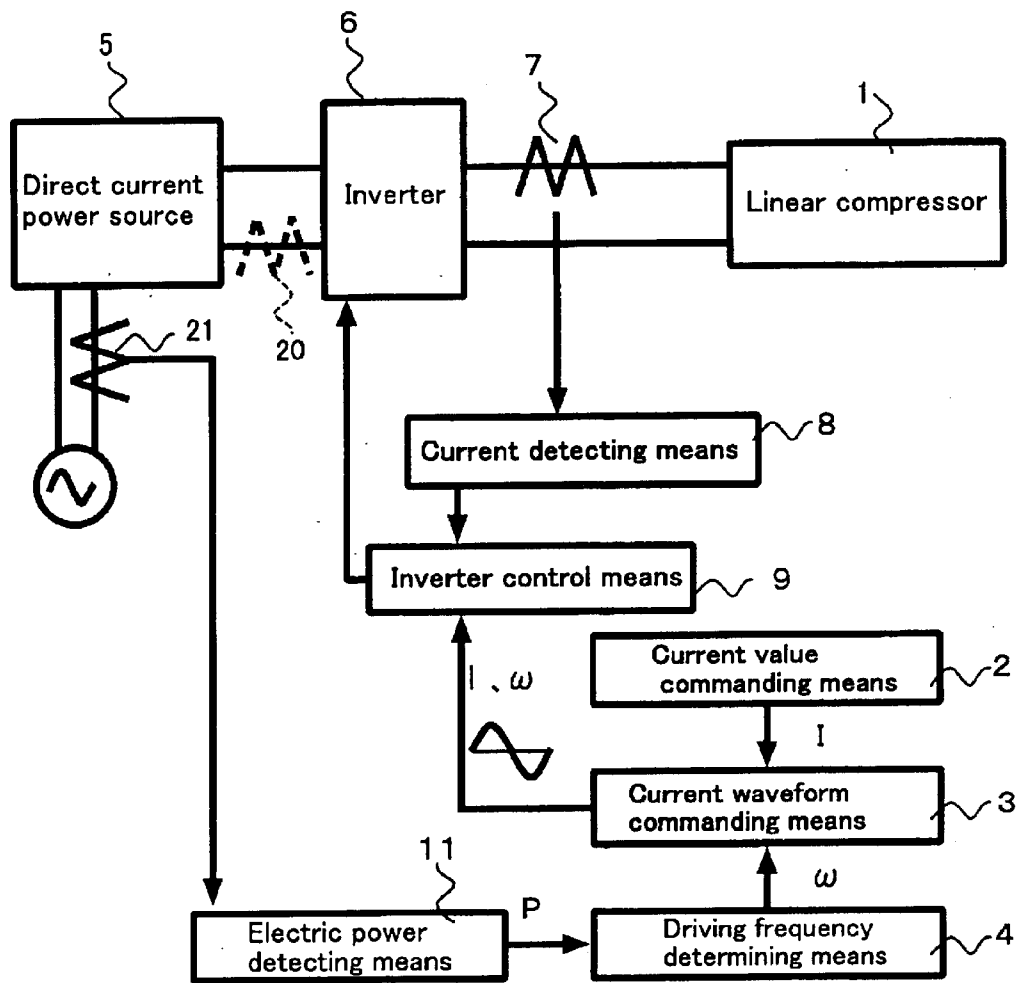 5
6
7
1
Direct current
power source
Inverter
Linear compressor
20
21
Current detecting means
8
Inverter control means
9
I、ω
Current value
commanding means
2
I
Current waveform
commanding means
3
ω
11
P
Electric power
detecting means
Driving frequency
determining means
4